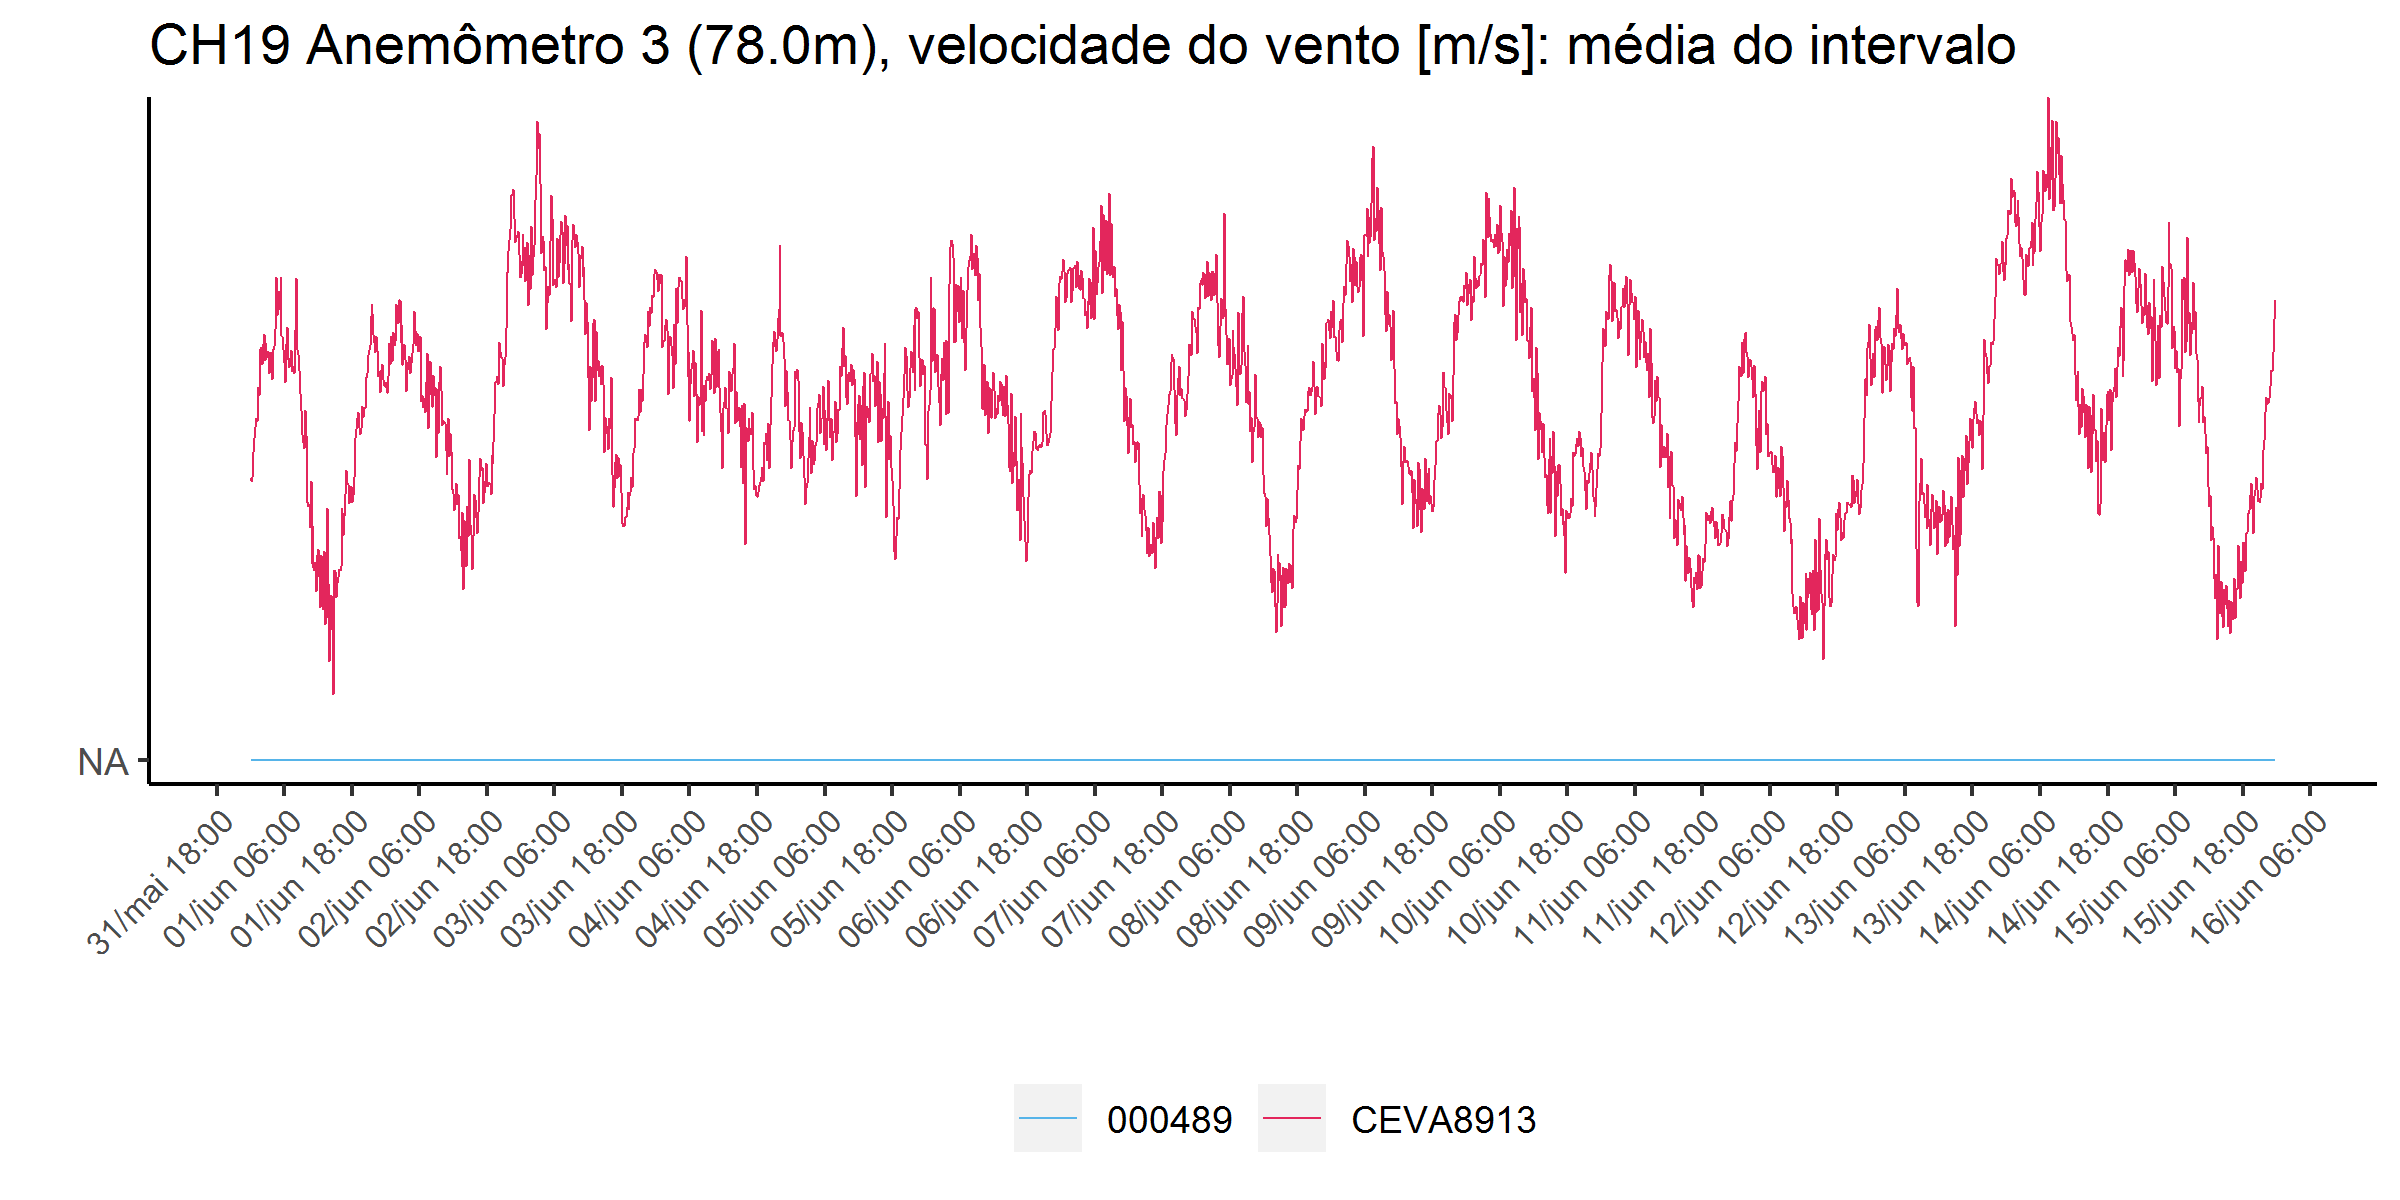 CH19 Anemômetro 3 (78.0m), velocidade do vento [m/s]: média do intervalo
NA
31/mai 18:00
01/jun 06:00
01/jun 18:00
02/jun 06:00
02/jun 18:00
03/jun 06:00
03/jun 18:00
04/jun 06:00
04/jun 18:00
05/jun 06:00
05/jun 18:00
06/jun 06:00
06/jun 18:00
07/jun 06:00
07/jun 18:00
08/jun 06:00
08/jun 18:00
09/jun 06:00
09/jun 18:00
10/jun 06:00
10/jun 18:00
11/jun 06:00
11/jun 18:00
12/jun 06:00
12/jun 18:00
13/jun 06:00
13/jun 18:00
14/jun 06:00
14/jun 18:00
15/jun 06:00
15/jun 18:00
16/jun 06:00
000489
CEVA8913